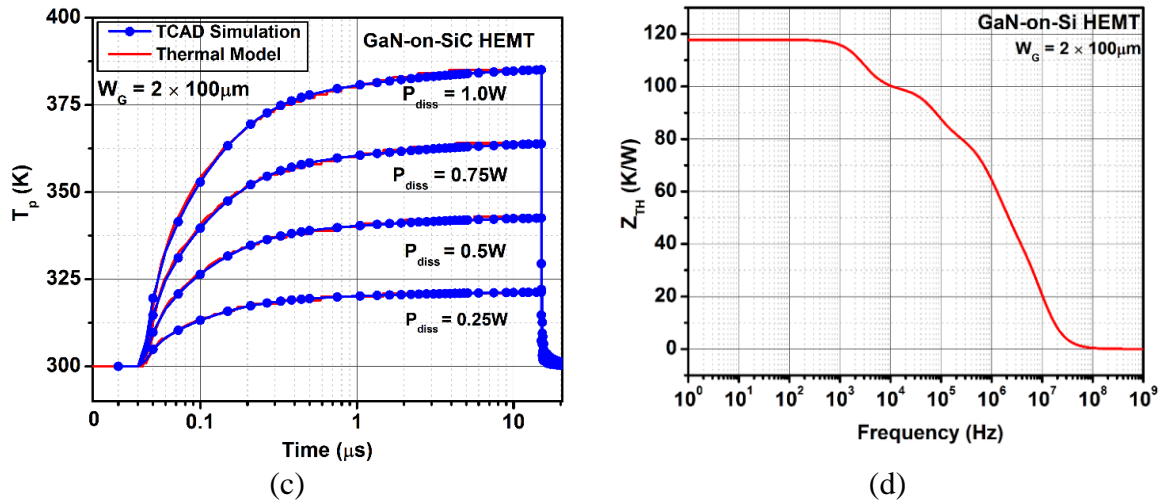 400
375
350
325
300
T_p (K)
TCAD Simulation
Thermal Model
GaN-on-SiC HEMT
W_G = 2 × 100μm
P_diss = 1.0W
P_diss = 0.75W
P_diss = 0.5W
P_diss = 0.25W
0 0.1 1 10
Time (μs)
(c)
120
100
80
60
40
20
0
Z_TH (K/W)
GaN-on-Si HEMT
W_G = 2 × 100μm
10^0 10^1 10^2 10^3 10^4 10^5 10^6 10^7 10^8 10^9
Frequency (Hz)
(d)